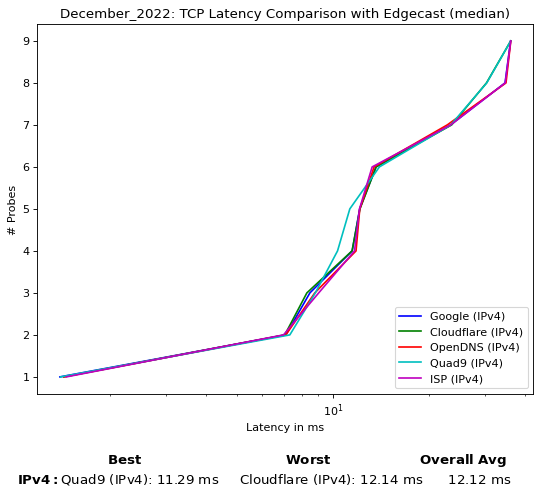 December_2022: TCP Latency Comparison with Edgecast (median)
9
8
7
6
5
4
3
2
1
# Probes
10¹
Latency in ms
Google (IPv4)
Cloudflare (IPv4)
OpenDNS (IPv4)
Quad9 (IPv4)
ISP (IPv4)
Best Worst Overall Avg
IPv4: Quad9 (IPv4): 11.29 ms Cloudflare (IPv4): 12.14 ms 12.12 ms